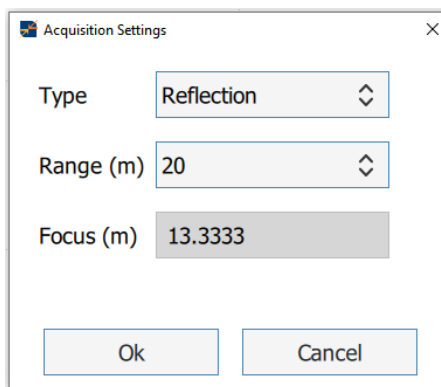 Acquisition Settings
Type Reflection
Range (m) 20
Focus (m) 13.3333
Ok Cancel